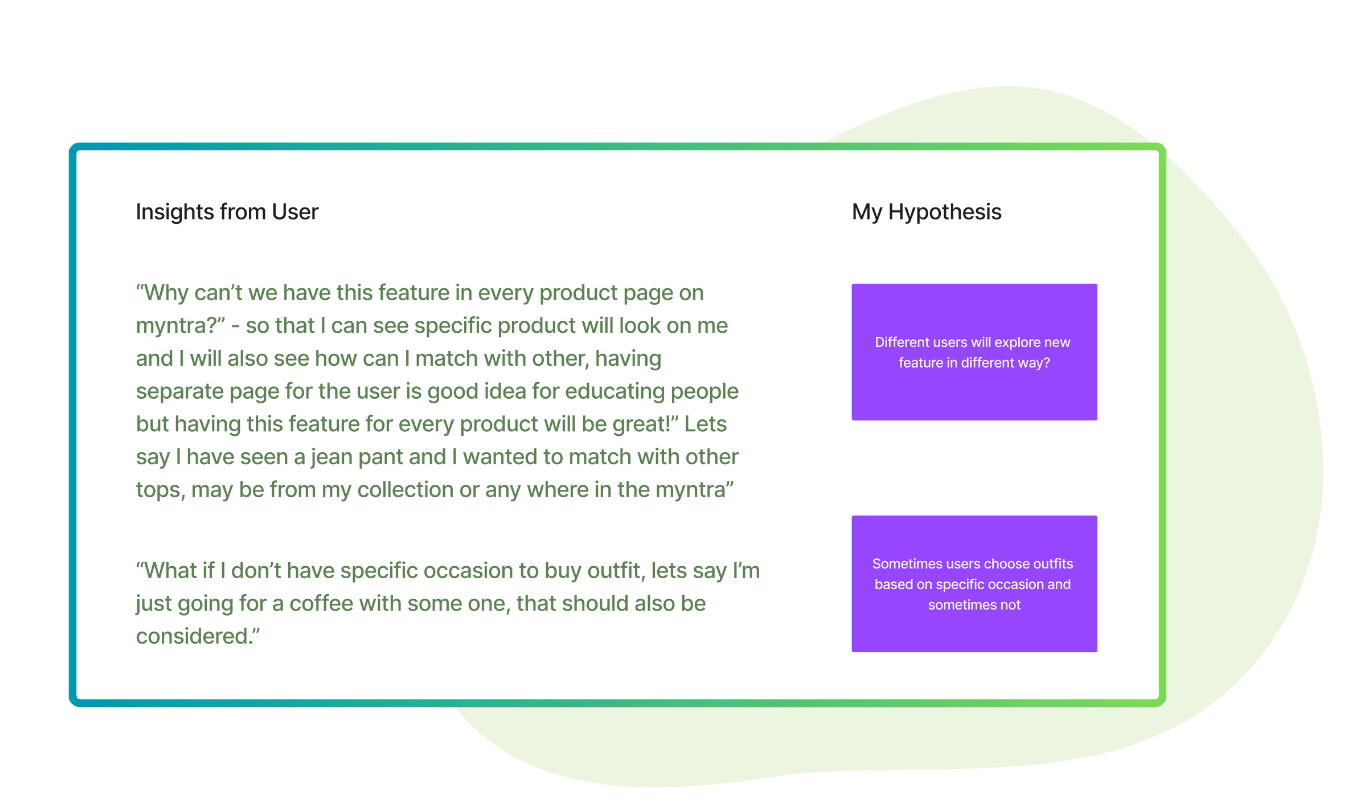 Insights from User
My Hypothesis
“Why can’t we have this feature in every product page on
myntra?” - so that I can see specific product will look on me
and I will also see how can I match with other, having
separate page for the user is good idea for educating people
but having this feature for every product will be great!” Lets
say I have seen a jean pant and I wanted to match with other
tops, may be from my collection or any where in the myntra”
Different users will explore new
feature in different way?
“What if I don’t have specific occasion to buy outfit, lets say I’m
just going for a coffee with some one, that should also be
considered.”
Sometimes users choose outfits
based on specific occasion and
sometimes not